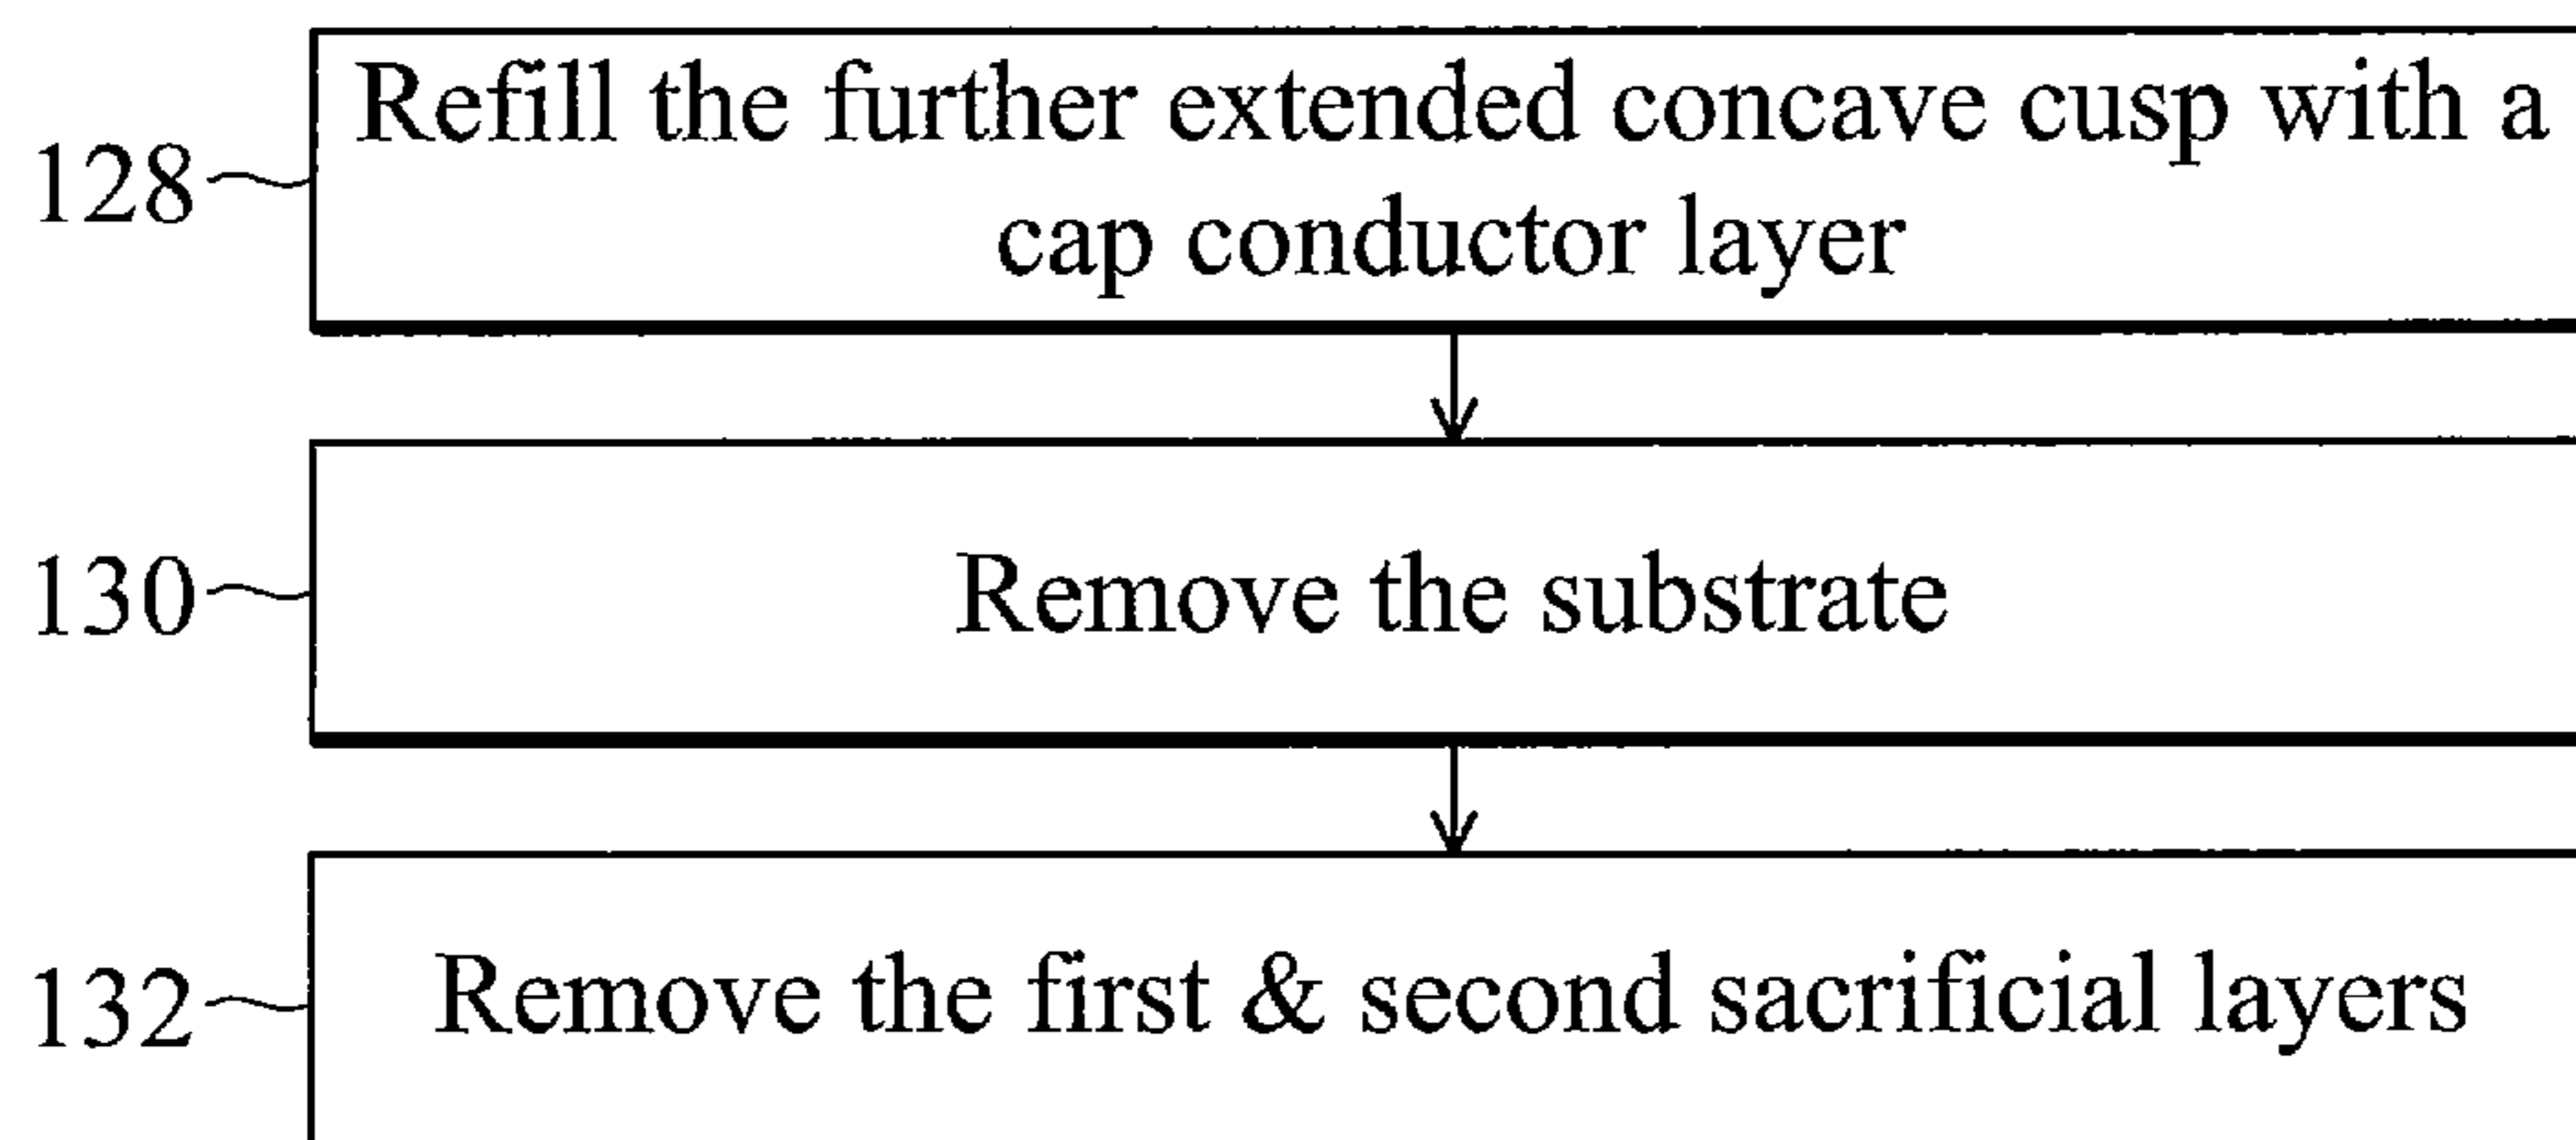 128
Refill the further extended concave cusp with a
cap conductor layer
130
Remove the substrate
132
Remove the first & second sacrificial layers